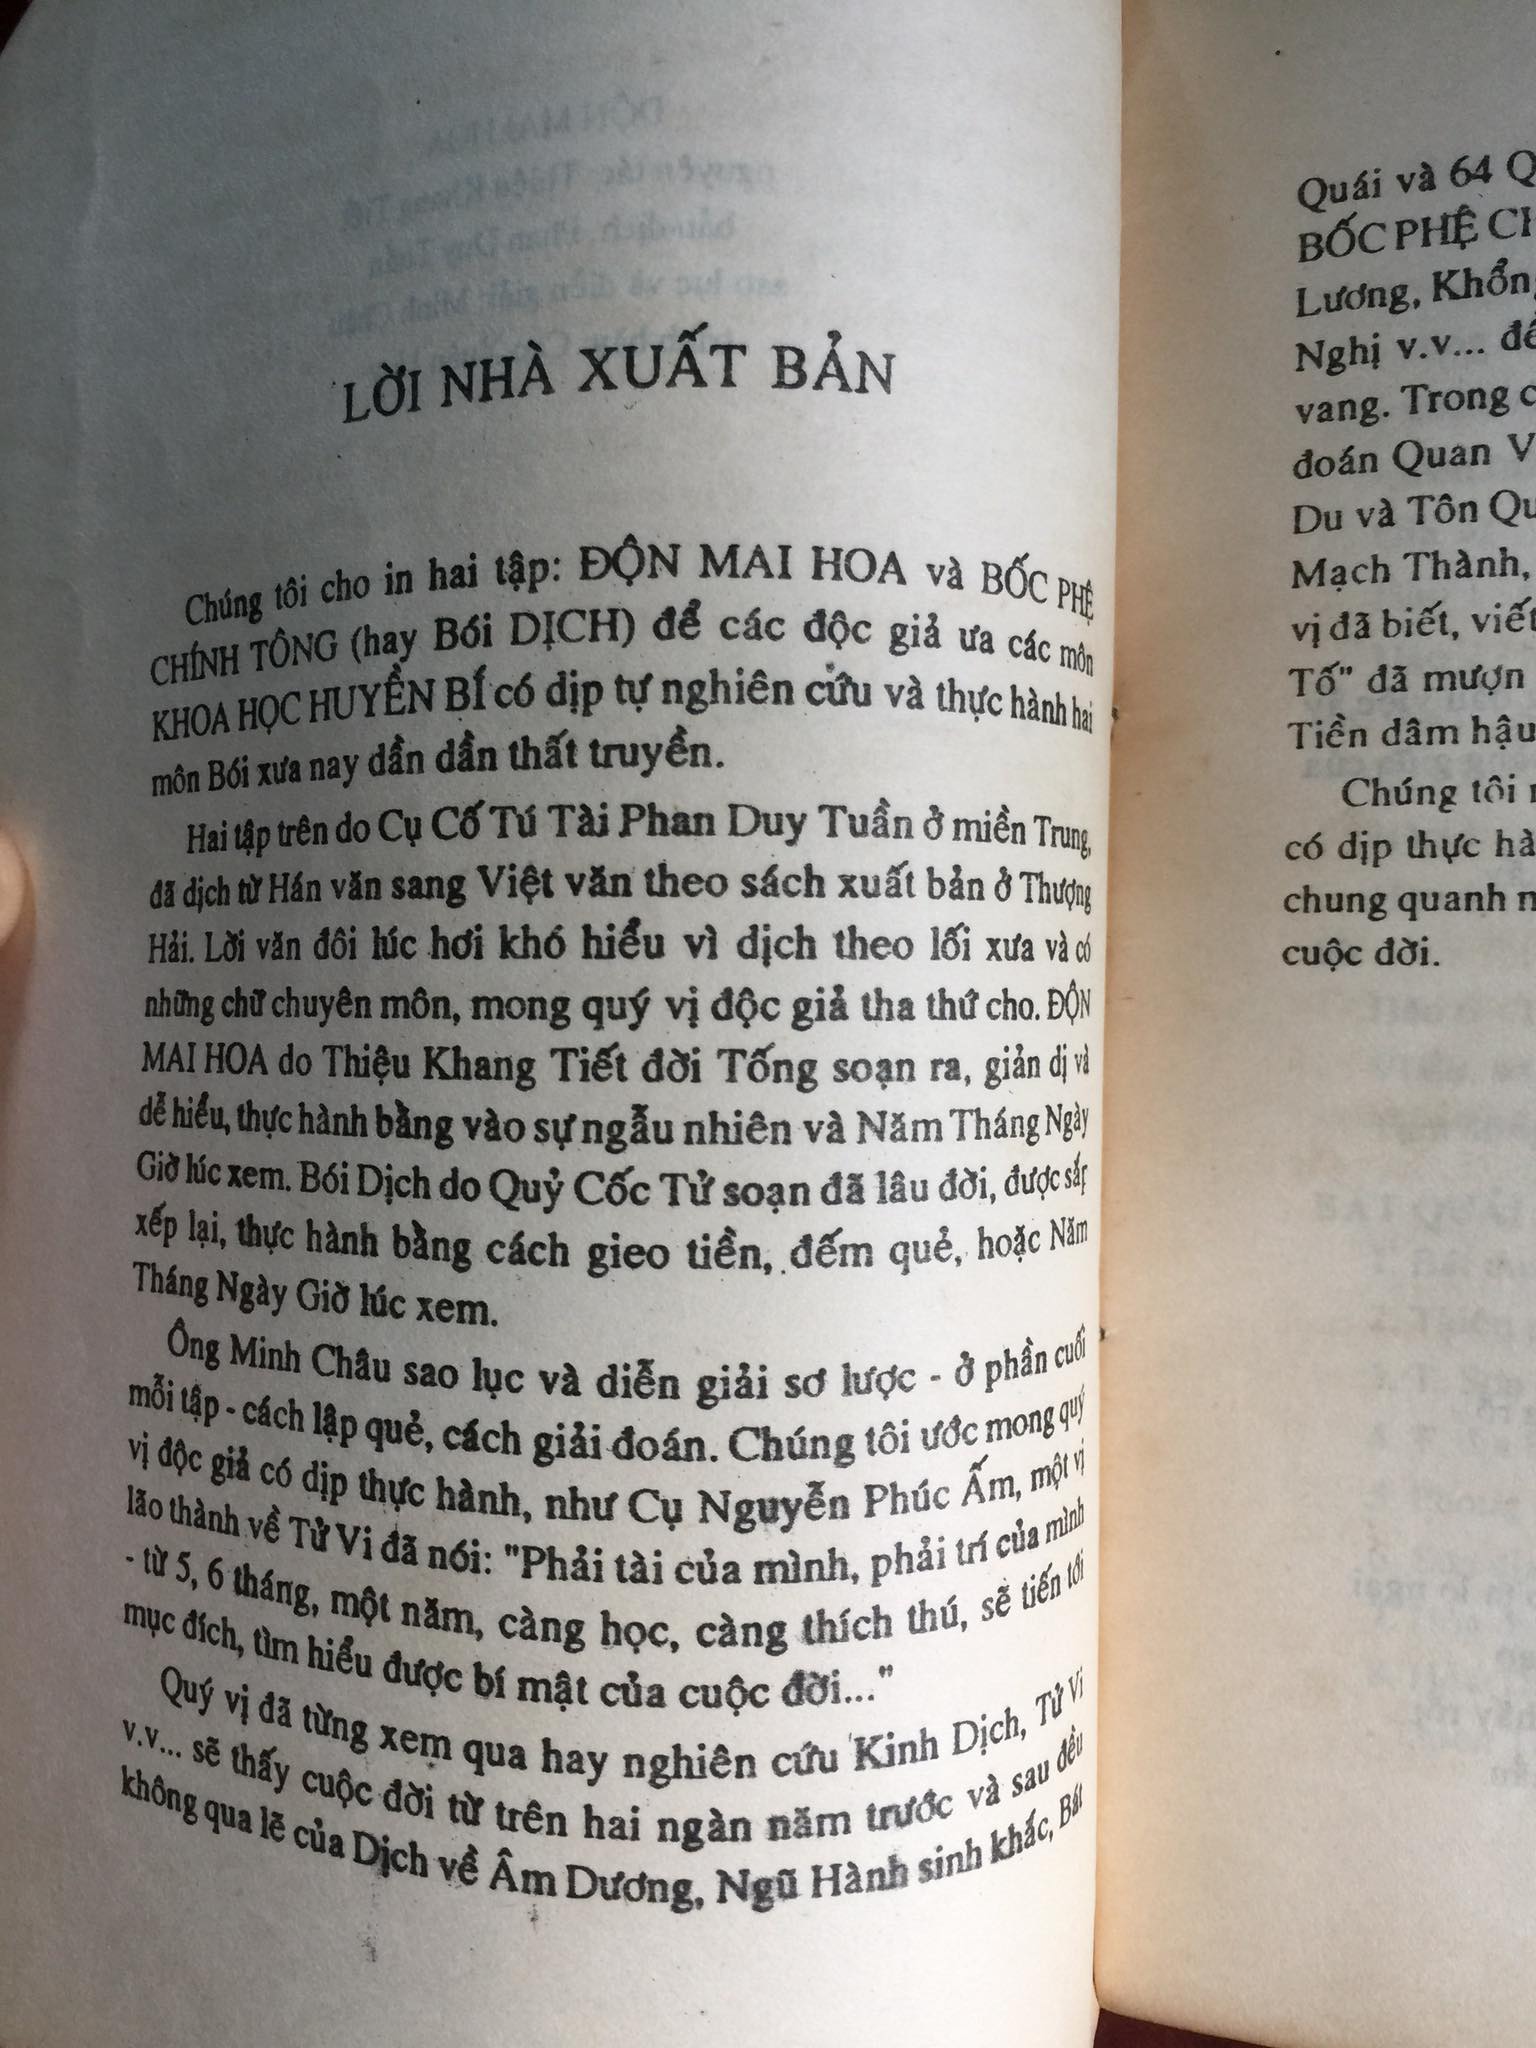 LỜI NHÀ XUẤT BẢN
Chúng tôi cho in hai tập: ĐỘN MAI HOA và BỐC PHỆ
CHÍNH TÔNG (hay Bói DỊCH) để các độc giả ưa các môn
KHOA HỌC HUYỀN BÍ có dịp tự nghiên cứu và thực hành hai
môn Bói xưa nay dần dần thất truyền.
Hai tập trên do Cụ Cố Tú Tài Phan Duy Tuần ở miền Trung,
đã dịch từ Hán văn sang Việt văn theo sách xuất bản ở Thượng
Hải. Lời văn đôi lúc hơi khó hiểu vì dịch theo lối xưa và có
những chữ chuyên môn, mong quý vị độc giả tha thứ cho. ĐỘN
MAI HOA do Thiệu Khang Tiết đời Tống soạn ra, giản dị và
dễ hiểu, thực hành bằng vào sự ngẫu nhiên và Năm Tháng Ngày
Giờ lúc xem. Bói Dịch do Quỷ Cốc Tử soạn đã lâu đời, được sắp
xếp lại, thực hành bằng cách gieo tiền, đếm quẻ, hoặc Năm
Tháng Ngày Giờ lúc xem.
Ông Minh Châu sao lục và diễn giải sơ lược - ở phần cuối
mỗi tập - cách lập quẻ, cách giải đoán. Chúng tôi ước mong quý
vị độc giả có dịp thực hành, như Cụ Nguyễn Phúc Ấm, một vị
lão thành về Tử Vi đã nói: "Phải tài của mình, phải trí của mình
- từ 5, 6 tháng, một năm, càng học, càng thích thú, sẽ tiến tới
mục đích, tìm hiểu được bí mật của cuộc đời..."
Quý vị đã từng xem qua hay nghiên cứu Kinh Dịch, Tử Vi
v.v... sẽ thấy cuộc đời từ trên hai ngàn năm trước và sau đều
không qua lẽ của Dịch về Âm Dương, Ngũ Hành sinh khắc, Bát
Quái và 64 Q
BỐC PHỆ CH
Lương, Khổng
Nghị v.v... để
vang. Trong c
đoán Quan V
Du và Tôn Qu
Mạch Thành,
vị đã biết, viết
Tố" đã mượn
Tiền dâm hậu
Chúng tôi
có dịp thực hà
chung quanh
cuộc đời.